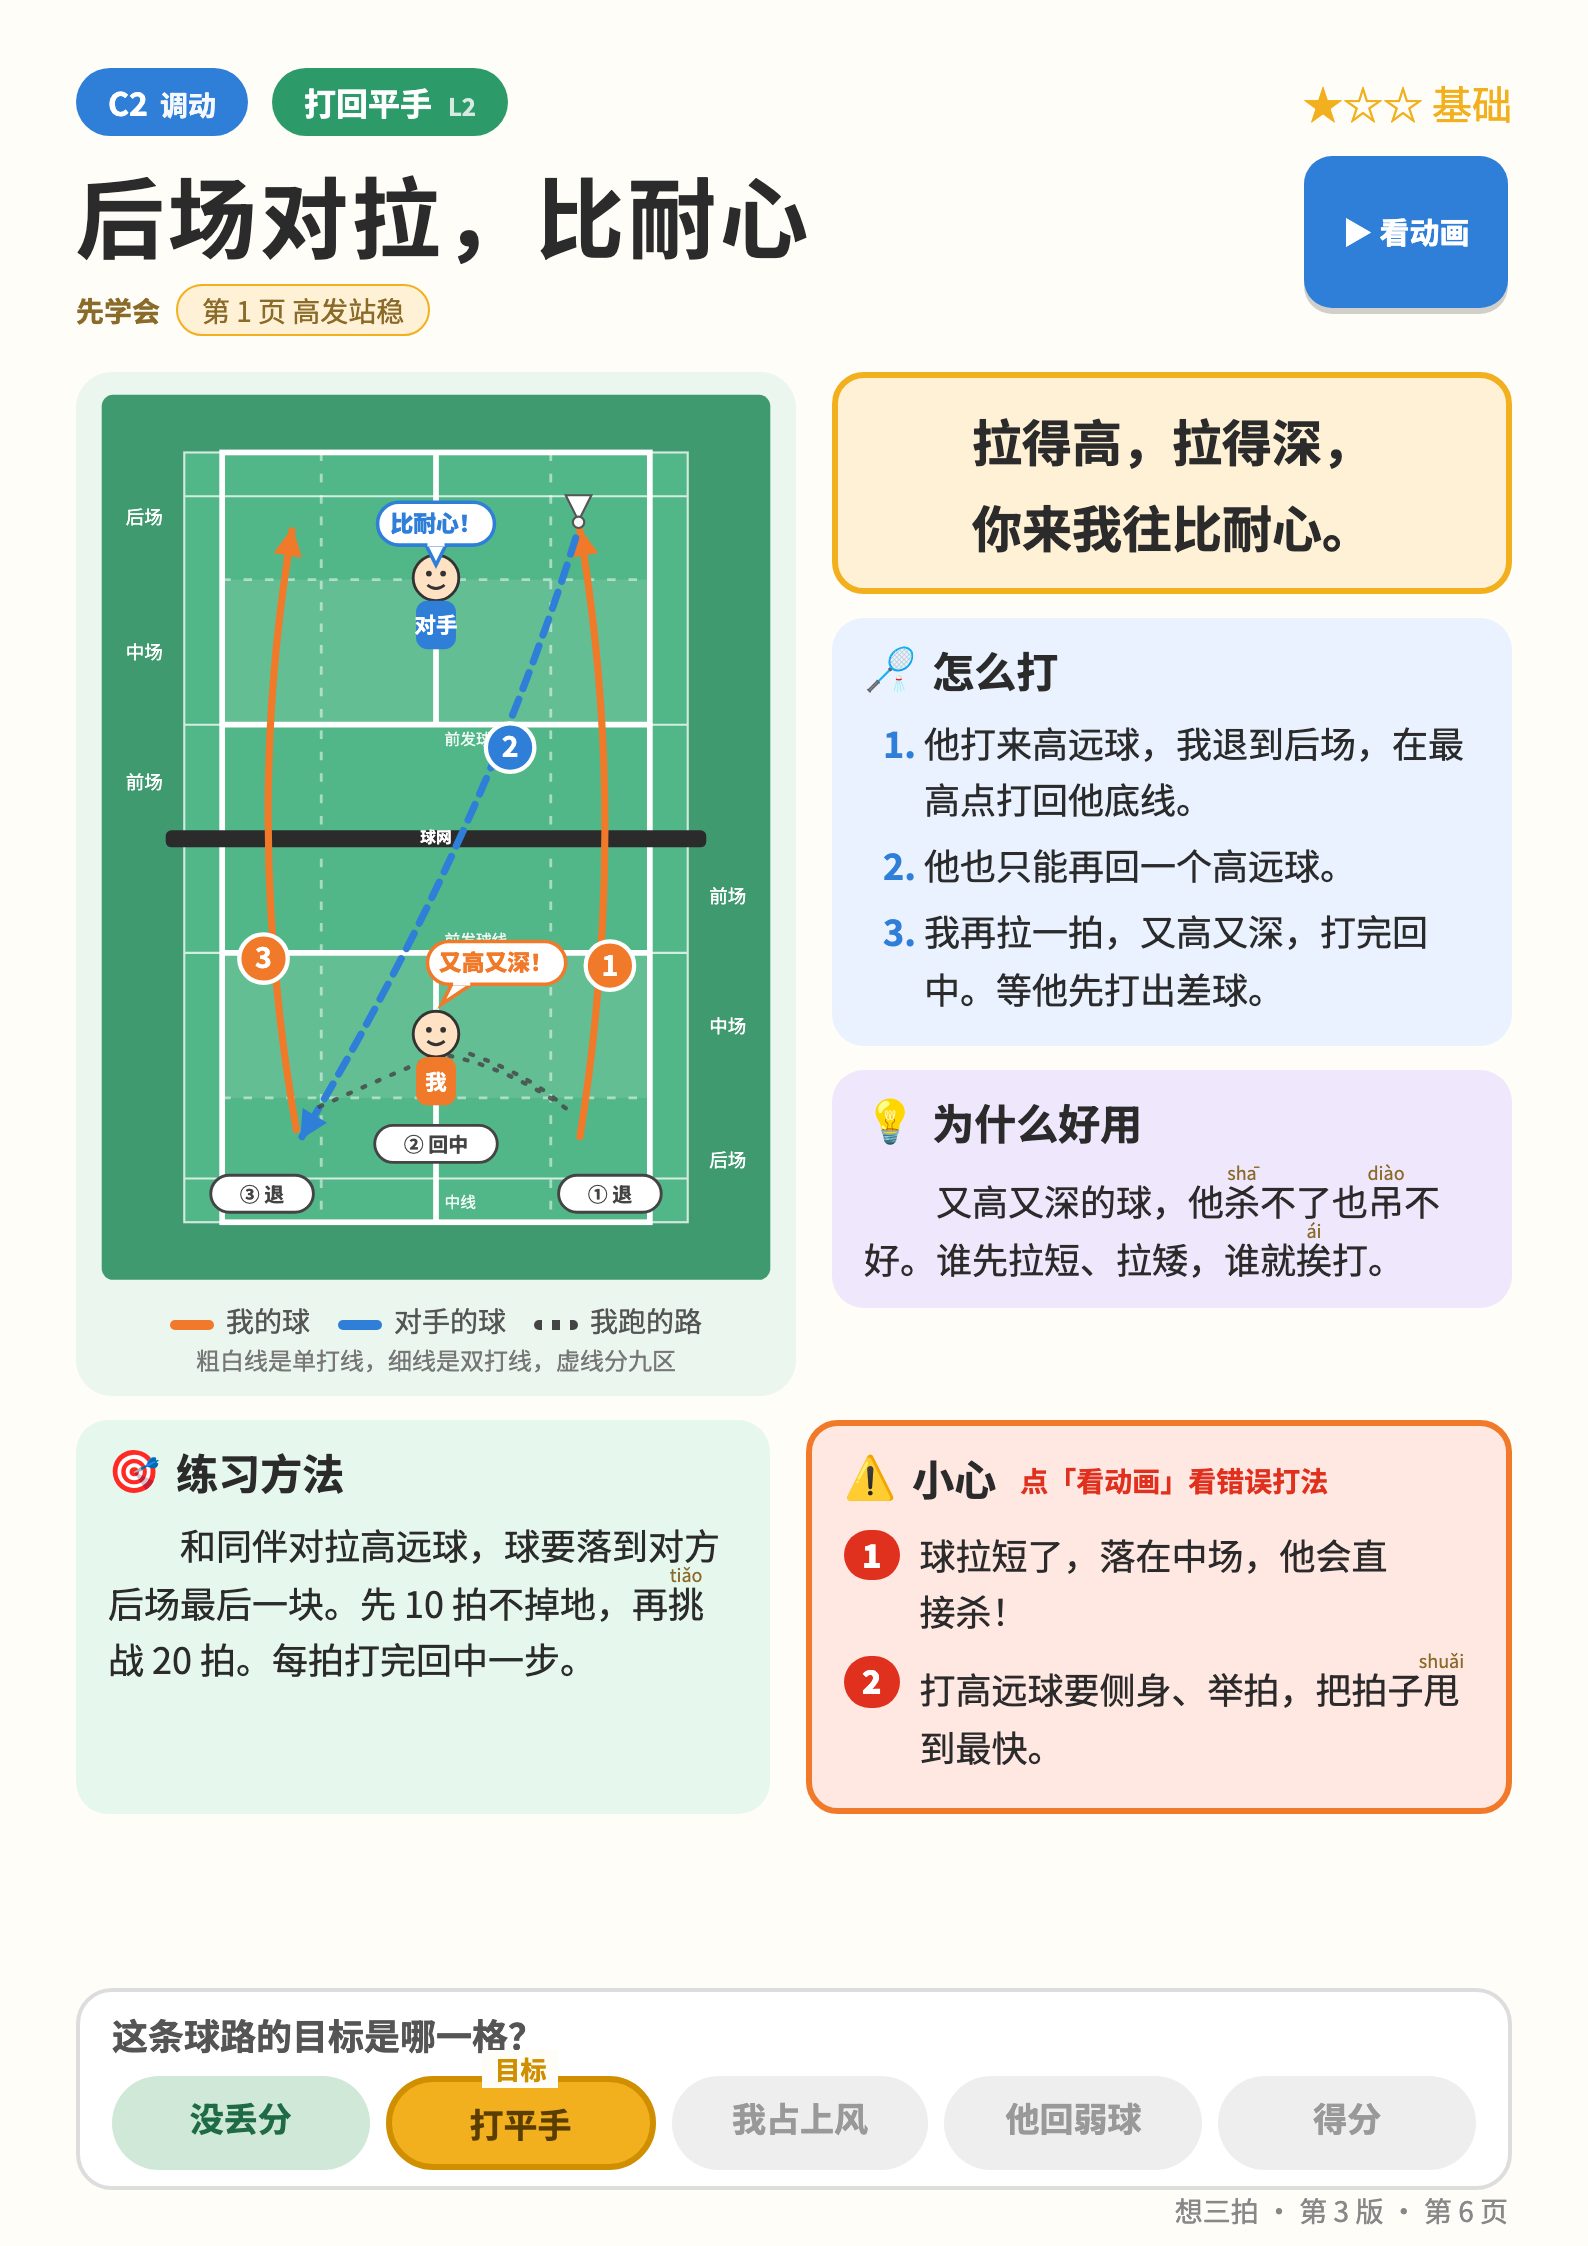 C2 调动
打回平手 L2
★☆☆ 基础
后场对拉，比耐心
▶ 看动画
先学会
第 1 页 高发站稳
后场
比耐心！
对手
中场
前发球
2
前场
球网
前场
前发球线
3
又高又深！
1
中场
我
② 回中
后场
③ 退
中线
① 退
我的球
对手的球
我跑的路
粗白线是单打线，细线是双打线，虚线分九区
拉得高，拉得深，
你来我往比耐心。
怎么打
1. 他打来高远球，我退到后场，在最
高点打回他底线。
2. 他也只能再回一个高远球。
3. 我再拉一拍，又高又深，打完回
中。等他先打出差球。
为什么好用
shā diào
又高又深的球，他杀不了也吊不
ái
好。谁先拉短、拉矮，谁就挨打。
练习方法
和同伴对拉高远球，球要落到对方
tiǎo
后场最后一块。先 10 拍不掉地，再挑
战 20 拍。每拍打完回中一步。
小心 点「看动画」看错误打法
1 球拉短了，落在中场，他会直
接杀！
shuǎi
2 打高远球要侧身、举拍，把拍子甩
到最快。
这条球路的目标是哪一格？
目标
没丢分
打平手
我占上风
他回弱球
得分
想三拍 · 第 3 版 · 第 6 页